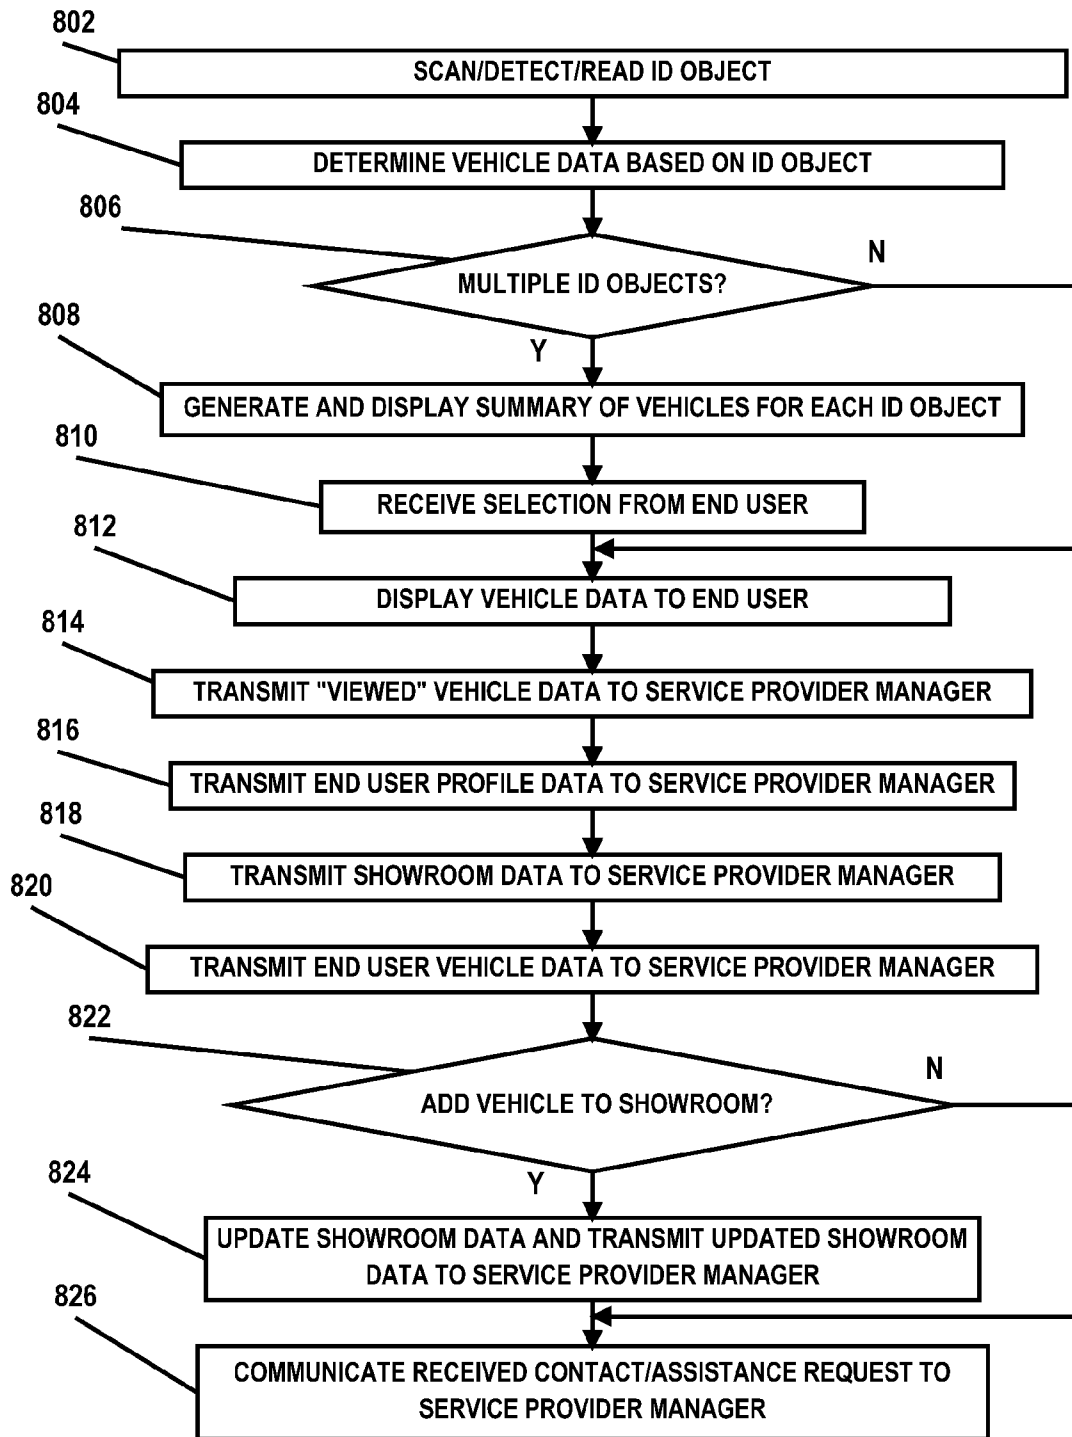 802
SCAN/DETECT/READ ID OBJECT
804
DETERMINE VEHICLE DATA BASED ON ID OBJECT
806
N
MULTIPLE ID OBJECTS?
808
Y
GENERATE AND DISPLAY SUMMARY OF VEHICLES FOR EACH ID OBJECT
810
RECEIVE SELECTION FROM END USER
812
DISPLAY VEHICLE DATA TO END USER
814
TRANSMIT "VIEWED" VEHICLE DATA TO SERVICE PROVIDER MANAGER
816
TRANSMIT END USER PROFILE DATA TO SERVICE PROVIDER MANAGER
818
TRANSMIT SHOWROOM DATA TO SERVICE PROVIDER MANAGER
820
TRANSMIT END USER VEHICLE DATA TO SERVICE PROVIDER MANAGER
822
N
ADD VEHICLE TO SHOWROOM?
824
Y
UPDATE SHOWROOM DATA AND TRANSMIT UPDATED SHOWROOM
DATA TO SERVICE PROVIDER MANAGER
826
COMMUNICATE RECEIVED CONTACT/ASSISTANCE REQUEST TO
SERVICE PROVIDER MANAGER